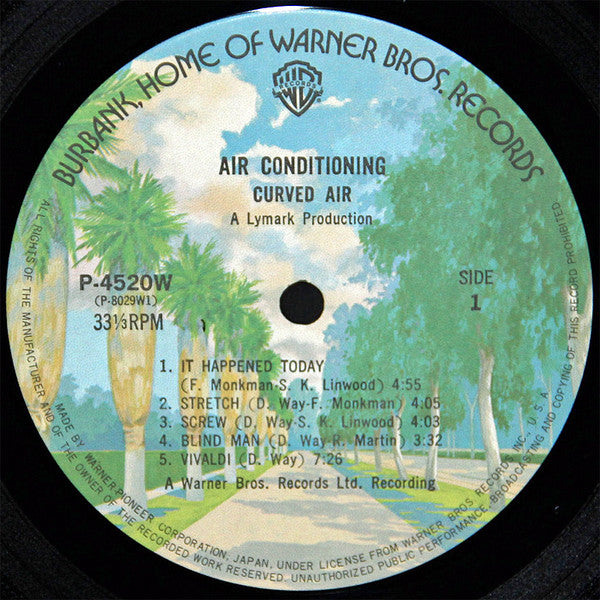 BURBANK, HOME OF WARNER BROS. RECORDS
WB
RECORDS
®
AIR CONDITIONING
CURVED AIR
A Lymark Production
P-4520W
(P-8029W1)
33⅓RPM
SIDE
1
1. IT HAPPENED TODAY
(F. Monkman-S. K. Linwood) 4:55
2. STRETCH (D. Way-F. Monkman) 4:05
3. SCREW (D. Way-S. K. Linwood) 4:03
4. BLIND MAN (D. Way-R. Martin) 3:32
5. VIVALDI (D. Way) 7:26
A Warner Bros. Records Ltd. Recording
MADE BY WARNER-PIONEER CORPORATION, JAPAN, UNDER LICENSE FROM WARNER BROS. RECORDS INC., U.S.A.
ALL RIGHTS OF THE MANUFACTURER AND OF THE OWNER OF THE RECORDED WORK RESERVED. UNAUTHORIZED PUBLIC PERFORMANCE, BROADCASTING AND COPYING OF THIS RECORD PROHIBITED